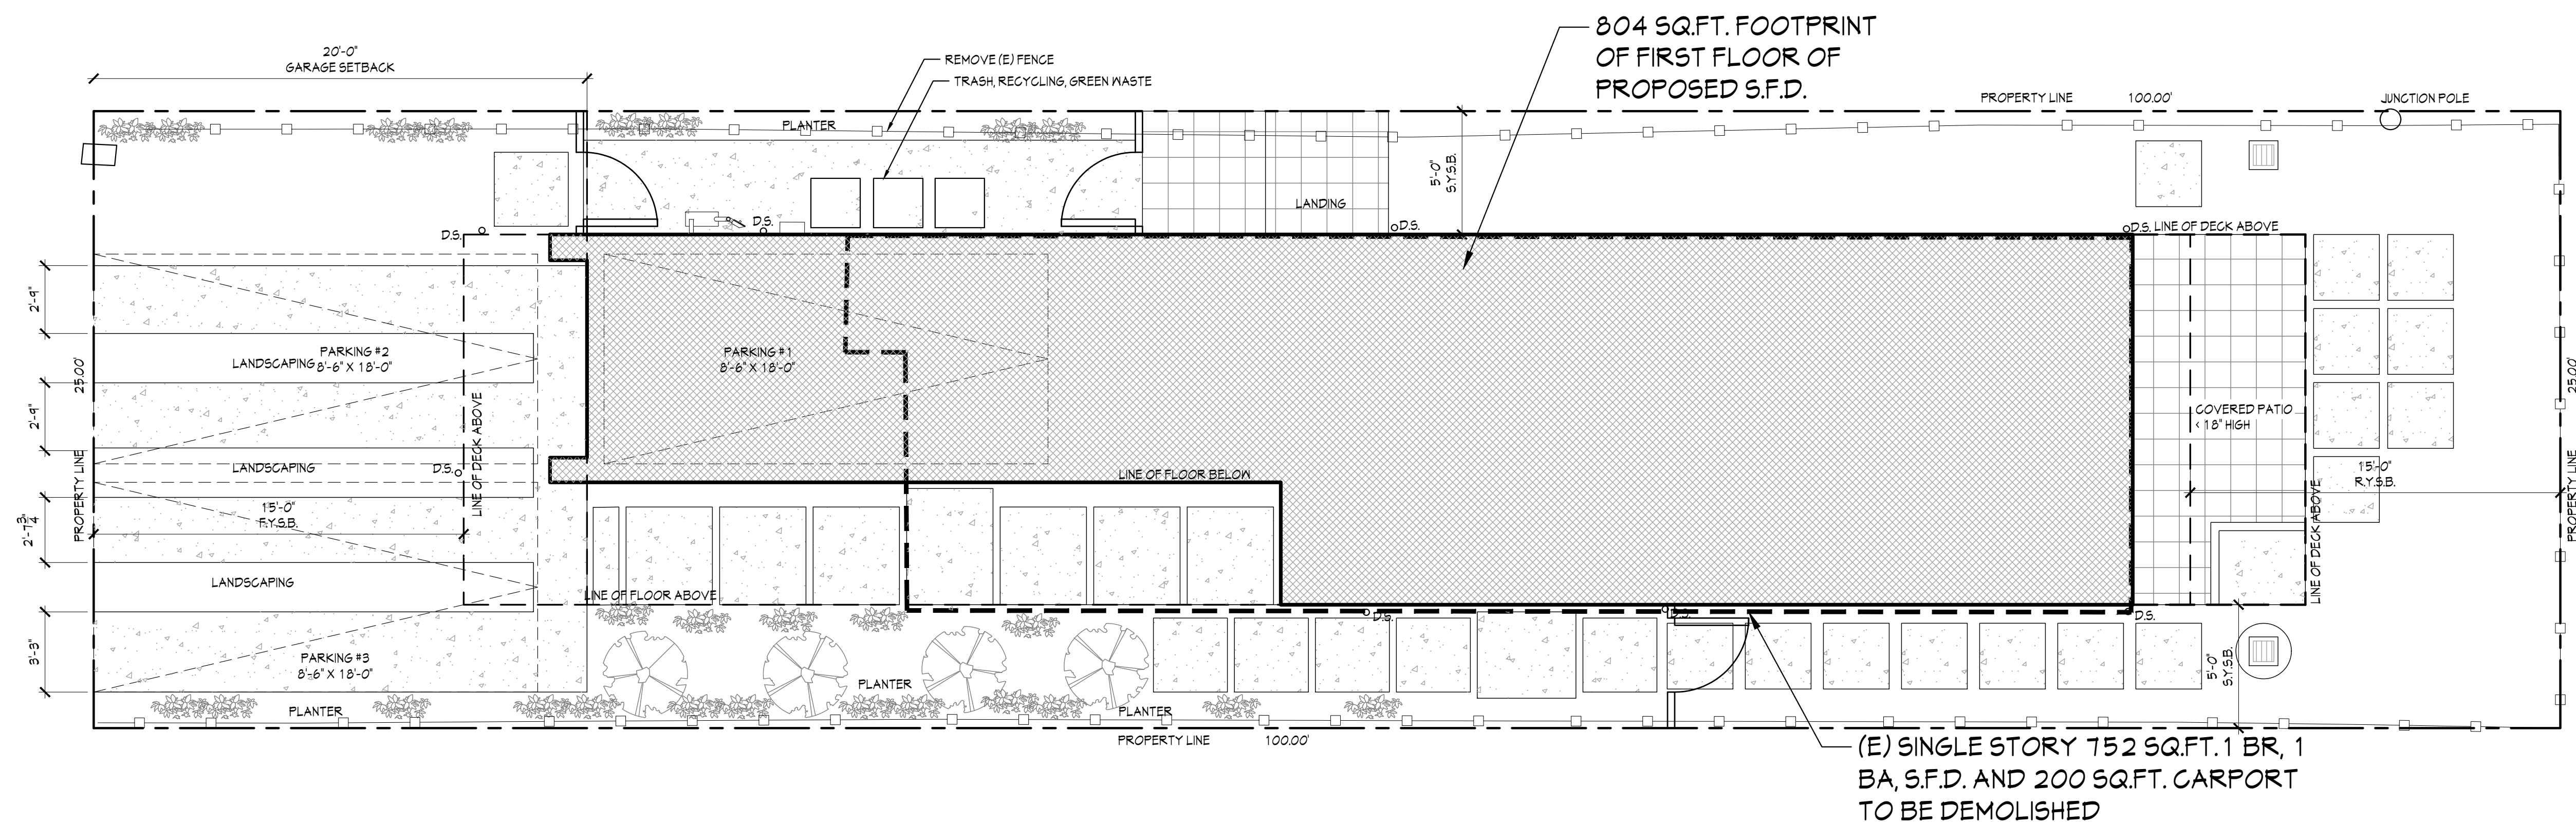 804 SQ.FT. FOOTPRINT
OF FIRST FLOOR OF
PROPOSED S.F.D.
20'-0"
GARAGE SETBACK
REMOVE (E) FENCE
TRASH, RECYCLING, GREEN WASTE
PROPERTY LINE 100.00'
JUNCTION POLE
PLANTER
5'-0"
S.Y.S.B.
LANDING
D.S.
D.S.
D.S.
D.S.
LINE OF DECK ABOVE
2'-9"
PARKING #2
8'-6" X 18'-0"
LANDSCAPING
PARKING #1
8'-6" X 18'-0"
25.00'
PROPERTY LINE
2'-9"
LINE OF DECK ABOVE
COVERED PATIO
< 18" HIGH
25.00'
PROPERTY LINE
LANDSCAPING
D.S.
LINE OF FLOOR BELOW
15'-0"
R.Y.S.B.
15'-0"
F.Y.S.B.
2'-7 3/4"
LINE OF DECK ABOVE
LANDSCAPING
LINE OF FLOOR ABOVE
D.S.
D.S.
D.S.
3'-3"
PARKING #3
8'-6" X 18'-0"
PLANTER
5'-0"
S.Y.S.B.
PLANTER
PLANTER
PROPERTY LINE 100.00'
(E) SINGLE STORY 752 SQ.FT. 1 BR, 1
BA, S.F.D. AND 200 SQ.FT. CARPORT
TO BE DEMOLISHED